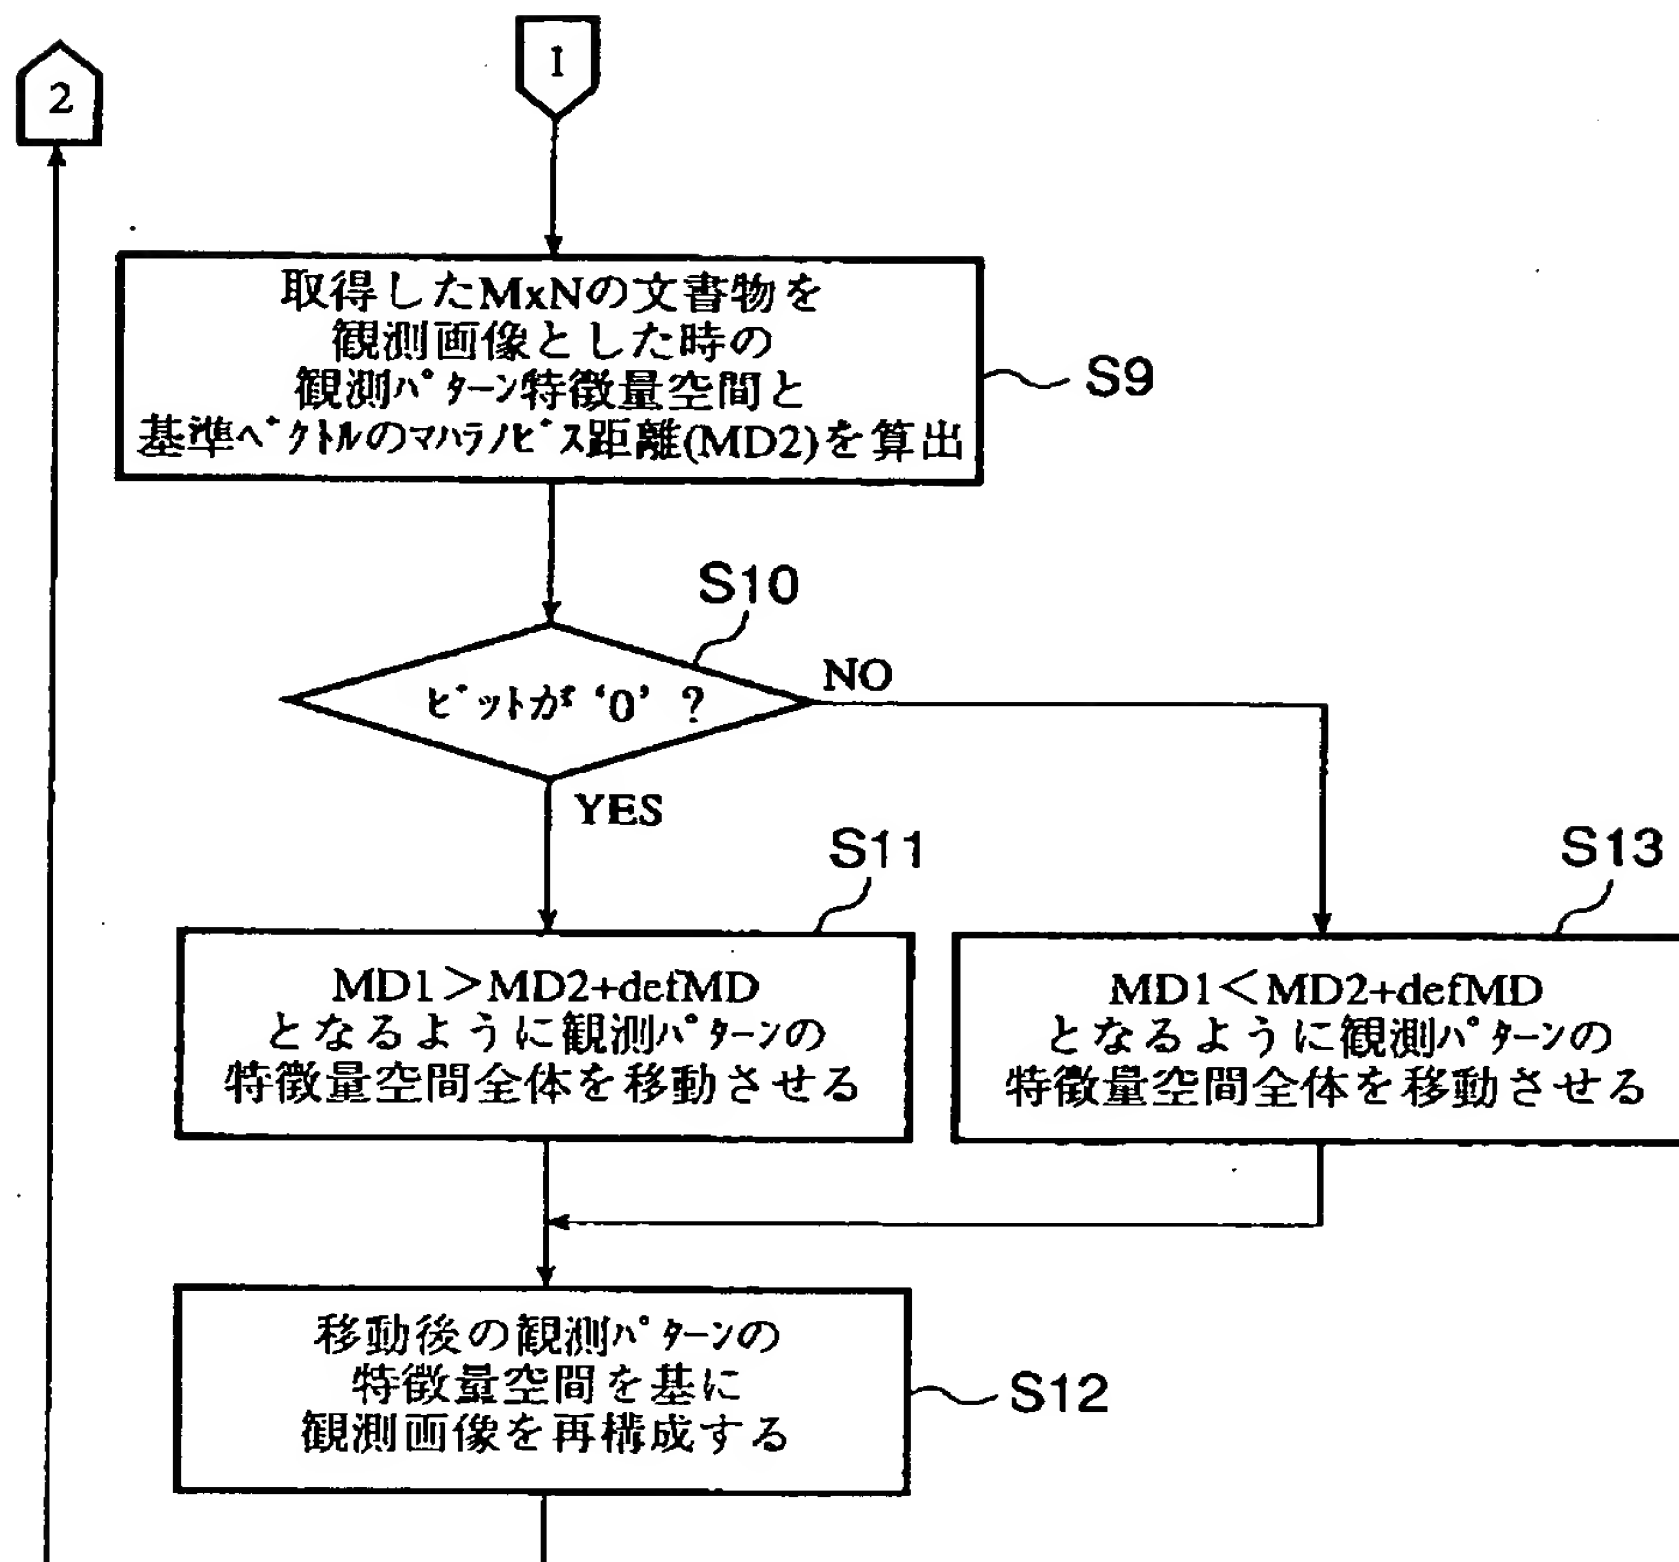 1
2
取得したMxNの文書物を
観測画像とした時の
観測ﾊﾟﾀｰﾝ特徴量空間と
基準ﾍﾞｸﾄﾙのﾏﾊﾗﾉﾋﾞｽ距離(MD2)を算出
S9
S10
ﾋﾞｯﾄが ‘0’ ?
NO
YES
S11
MD1＞MD2+defMD
となるように観測ﾊﾟﾀｰﾝの
特徴量空間全体を移動させる
S13
MD1＜MD2+defMD
となるように観測ﾊﾟﾀｰﾝの
特徴量空間全体を移動させる
移動後の観測ﾊﾟﾀｰﾝの
特徴量空間を基に
観測画像を再構成する
S12